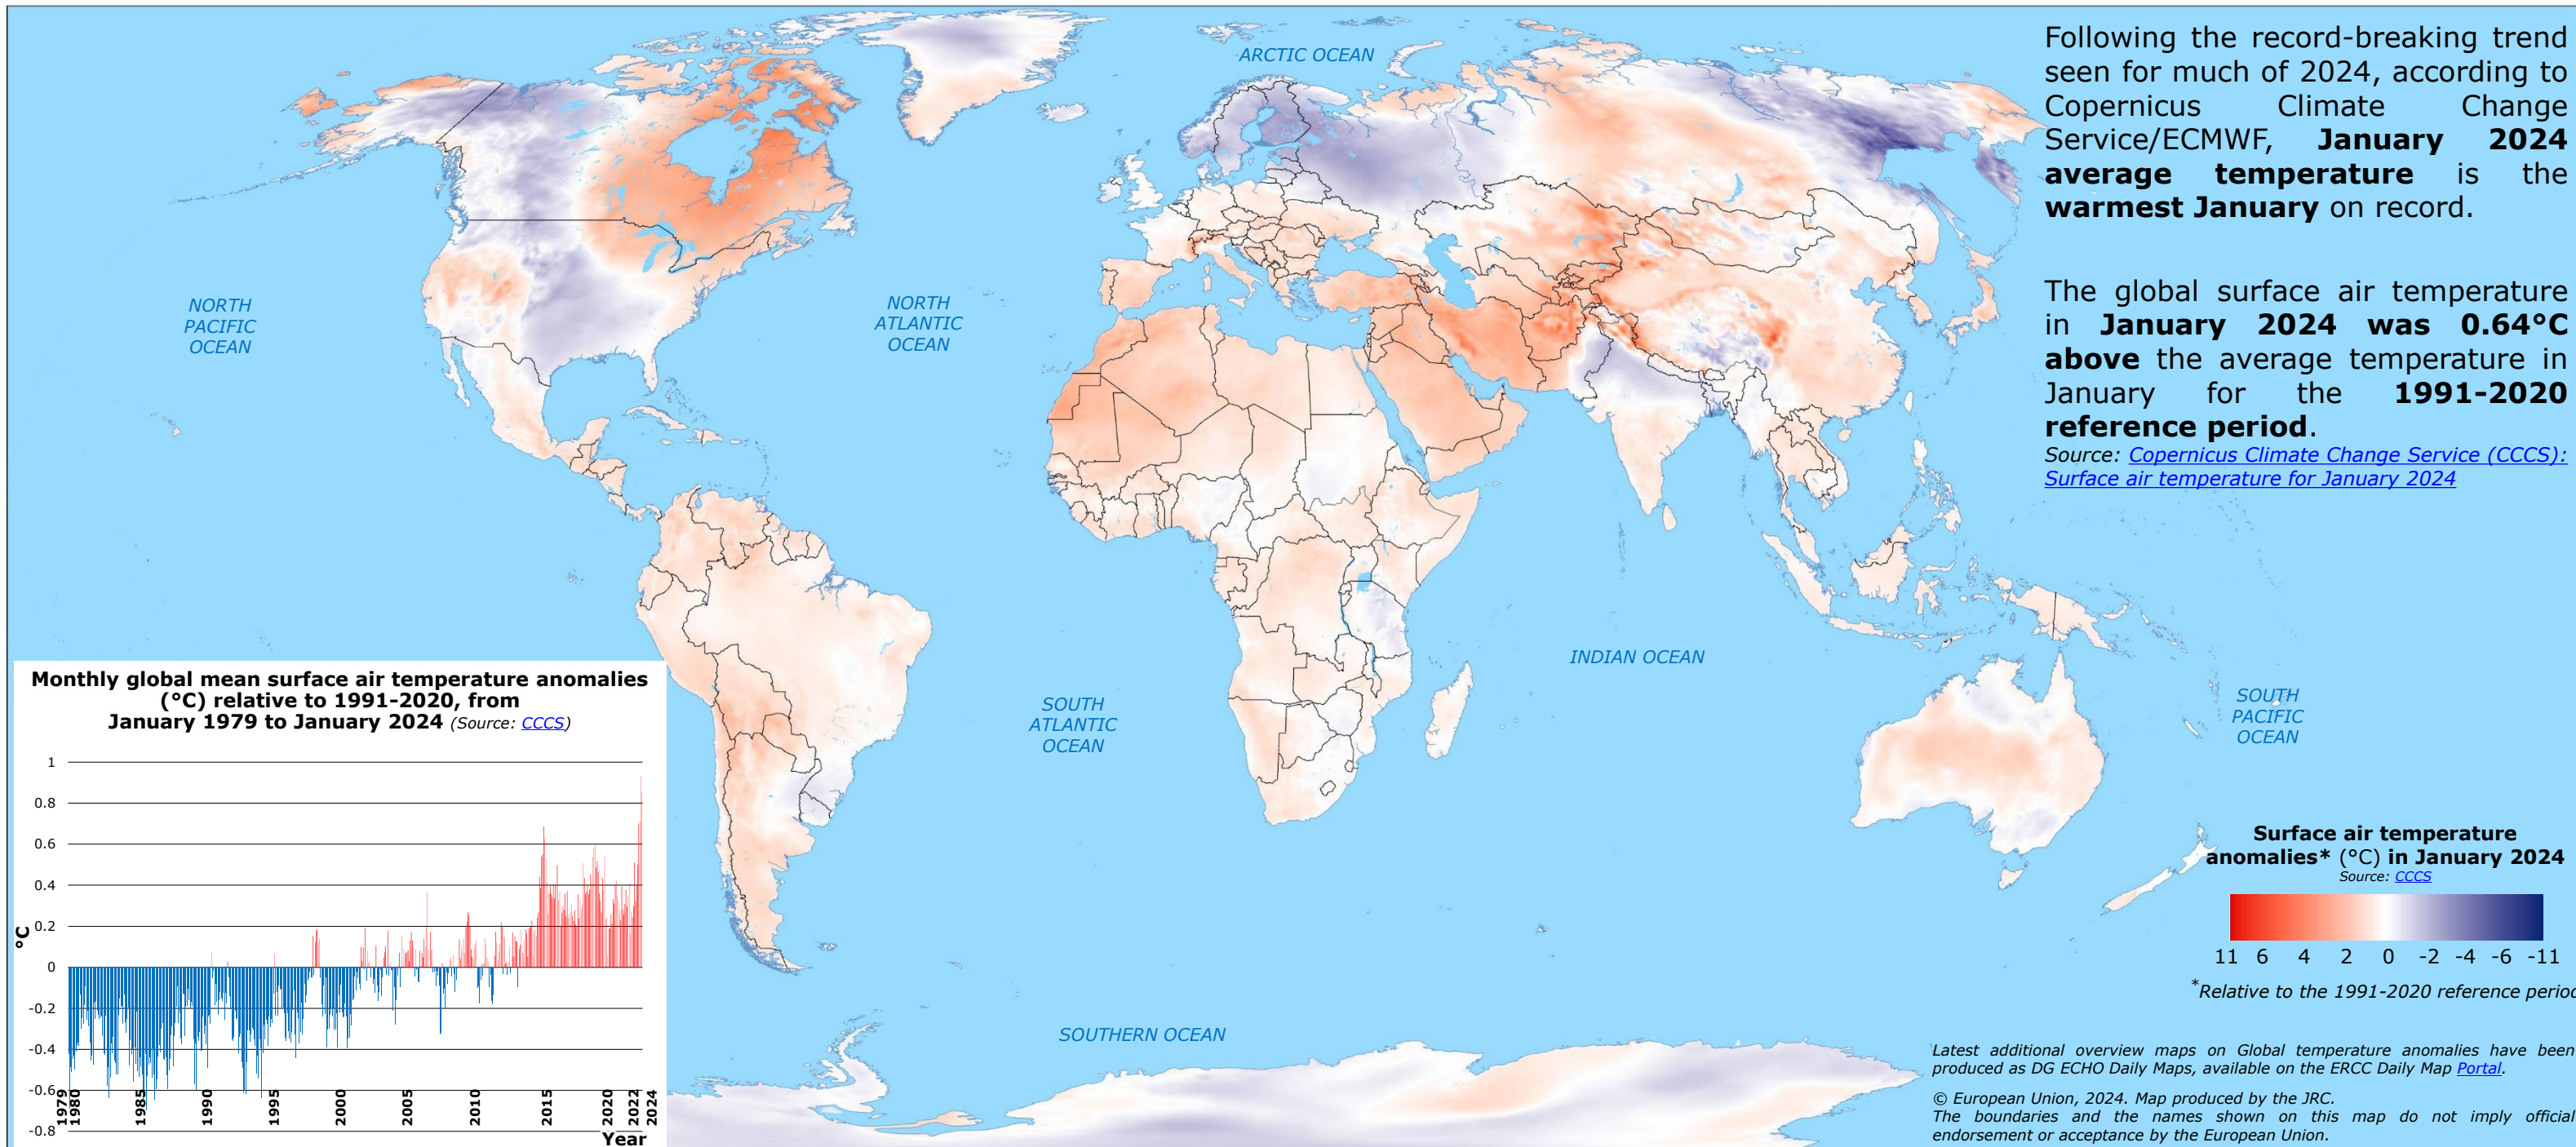 ARCTIC OCEAN
NORTH
PACIFIC
OCEAN
NORTH
ATLANTIC
OCEAN
INDIAN OCEAN
SOUTH
ATLANTIC
OCEAN
SOUTH
PACIFIC
OCEAN
SOUTHERN OCEAN
Following the record-breaking trend
seen for much of 2024, according to
Copernicus Climate Change
Service/ECMWF, January 2024
average temperature is the
warmest January on record.
The global surface air temperature
in January 2024 was 0.64°C
above the average temperature in
January for the 1991-2020
reference period.
Source: Copernicus Climate Change Service (CCCS):
Surface air temperature for January 2024
Monthly global mean surface air temperature anomalies
(°C) relative to 1991-2020, from
January 1979 to January 2024 (Source: CCCS)
1
0.8
0.6
0.4
0.2
0
-0.2
-0.4
-0.6
-0.8
°C
1979
1980
1985
1990
1995
2000
2005
2010
2015
2020
2022
2024
Year
Surface air temperature
anomalies* (°C) in January 2024
Source: CCCS
11 6 4 2 0 -2 -4 -6 -11
*Relative to the 1991-2020 reference period
Latest additional overview maps on Global temperature anomalies have been
produced as DG ECHO Daily Maps, available on the ERCC Daily Map Portal.
© European Union, 2024. Map produced by the JRC.
The boundaries and the names shown on this map do not imply official
endorsement or acceptance by the European Union.